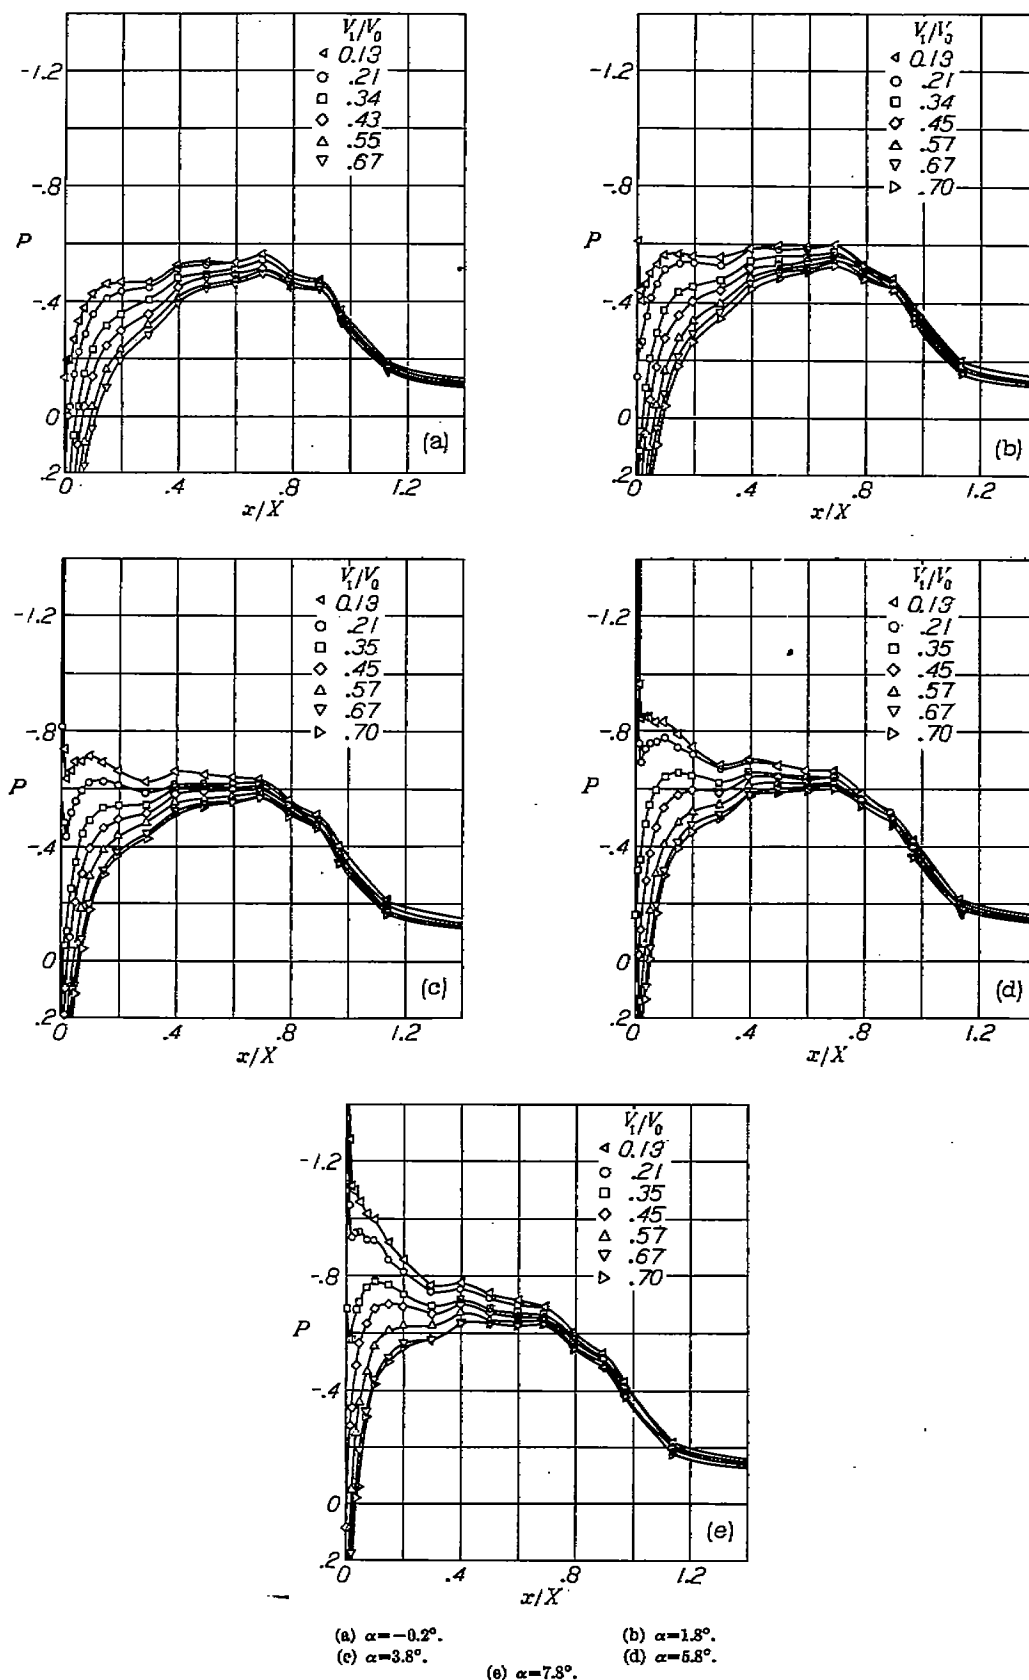 V₁/V₀
0.13
.21
.34
.43
.55
.67
-1.2
-.8
P
-.4
0
.2
(a)
0 .4 .8 1.2
x/X
V₁/V₀
0.13
.21
.34
.45
.57
.67
.70
-1.2
-.8
P
-.4
0
.2
(b)
0 .4 .8 1.2
x/X
V₁/V₀
0.13
.21
.35
.45
.57
.67
.70
-1.2
-.8
P
-.4
0
.2
(c)
0 .4 .8 1.2
x/X
V₁/V₀
0.13
.21
.35
.45
.57
.67
.70
-1.2
-.8
P
-.4
0
.2
(d)
0 .4 .8 1.2
x/X
V₁/V₀
0.13
.21
.35
.45
.57
.67
.70
-1.2
-.8
P
-.4
0
.2
(e)
0 .4 .8 1.2
x/X
(a) α=−0.2°. (b) α=1.8°.
(c) α=3.8°. (d) α=5.8°.
(e) α=7.8°.